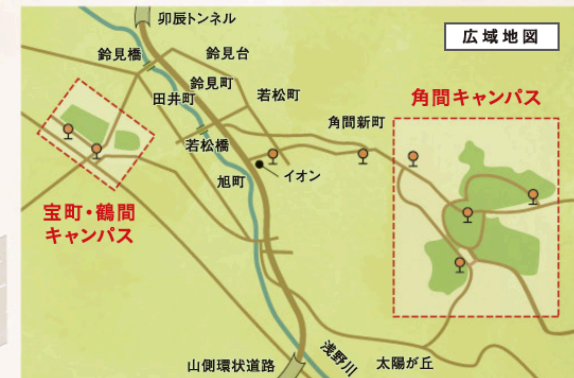 卯辰トンネル
広域地図
鈴見橋
鈴見台
鈴見町
田井町
若松町
角間キャンパス
角間新町
若松橋
旭町
イオン
宝町・鶴間
キャンパス
山側環状道路
浅野川
太陽が丘